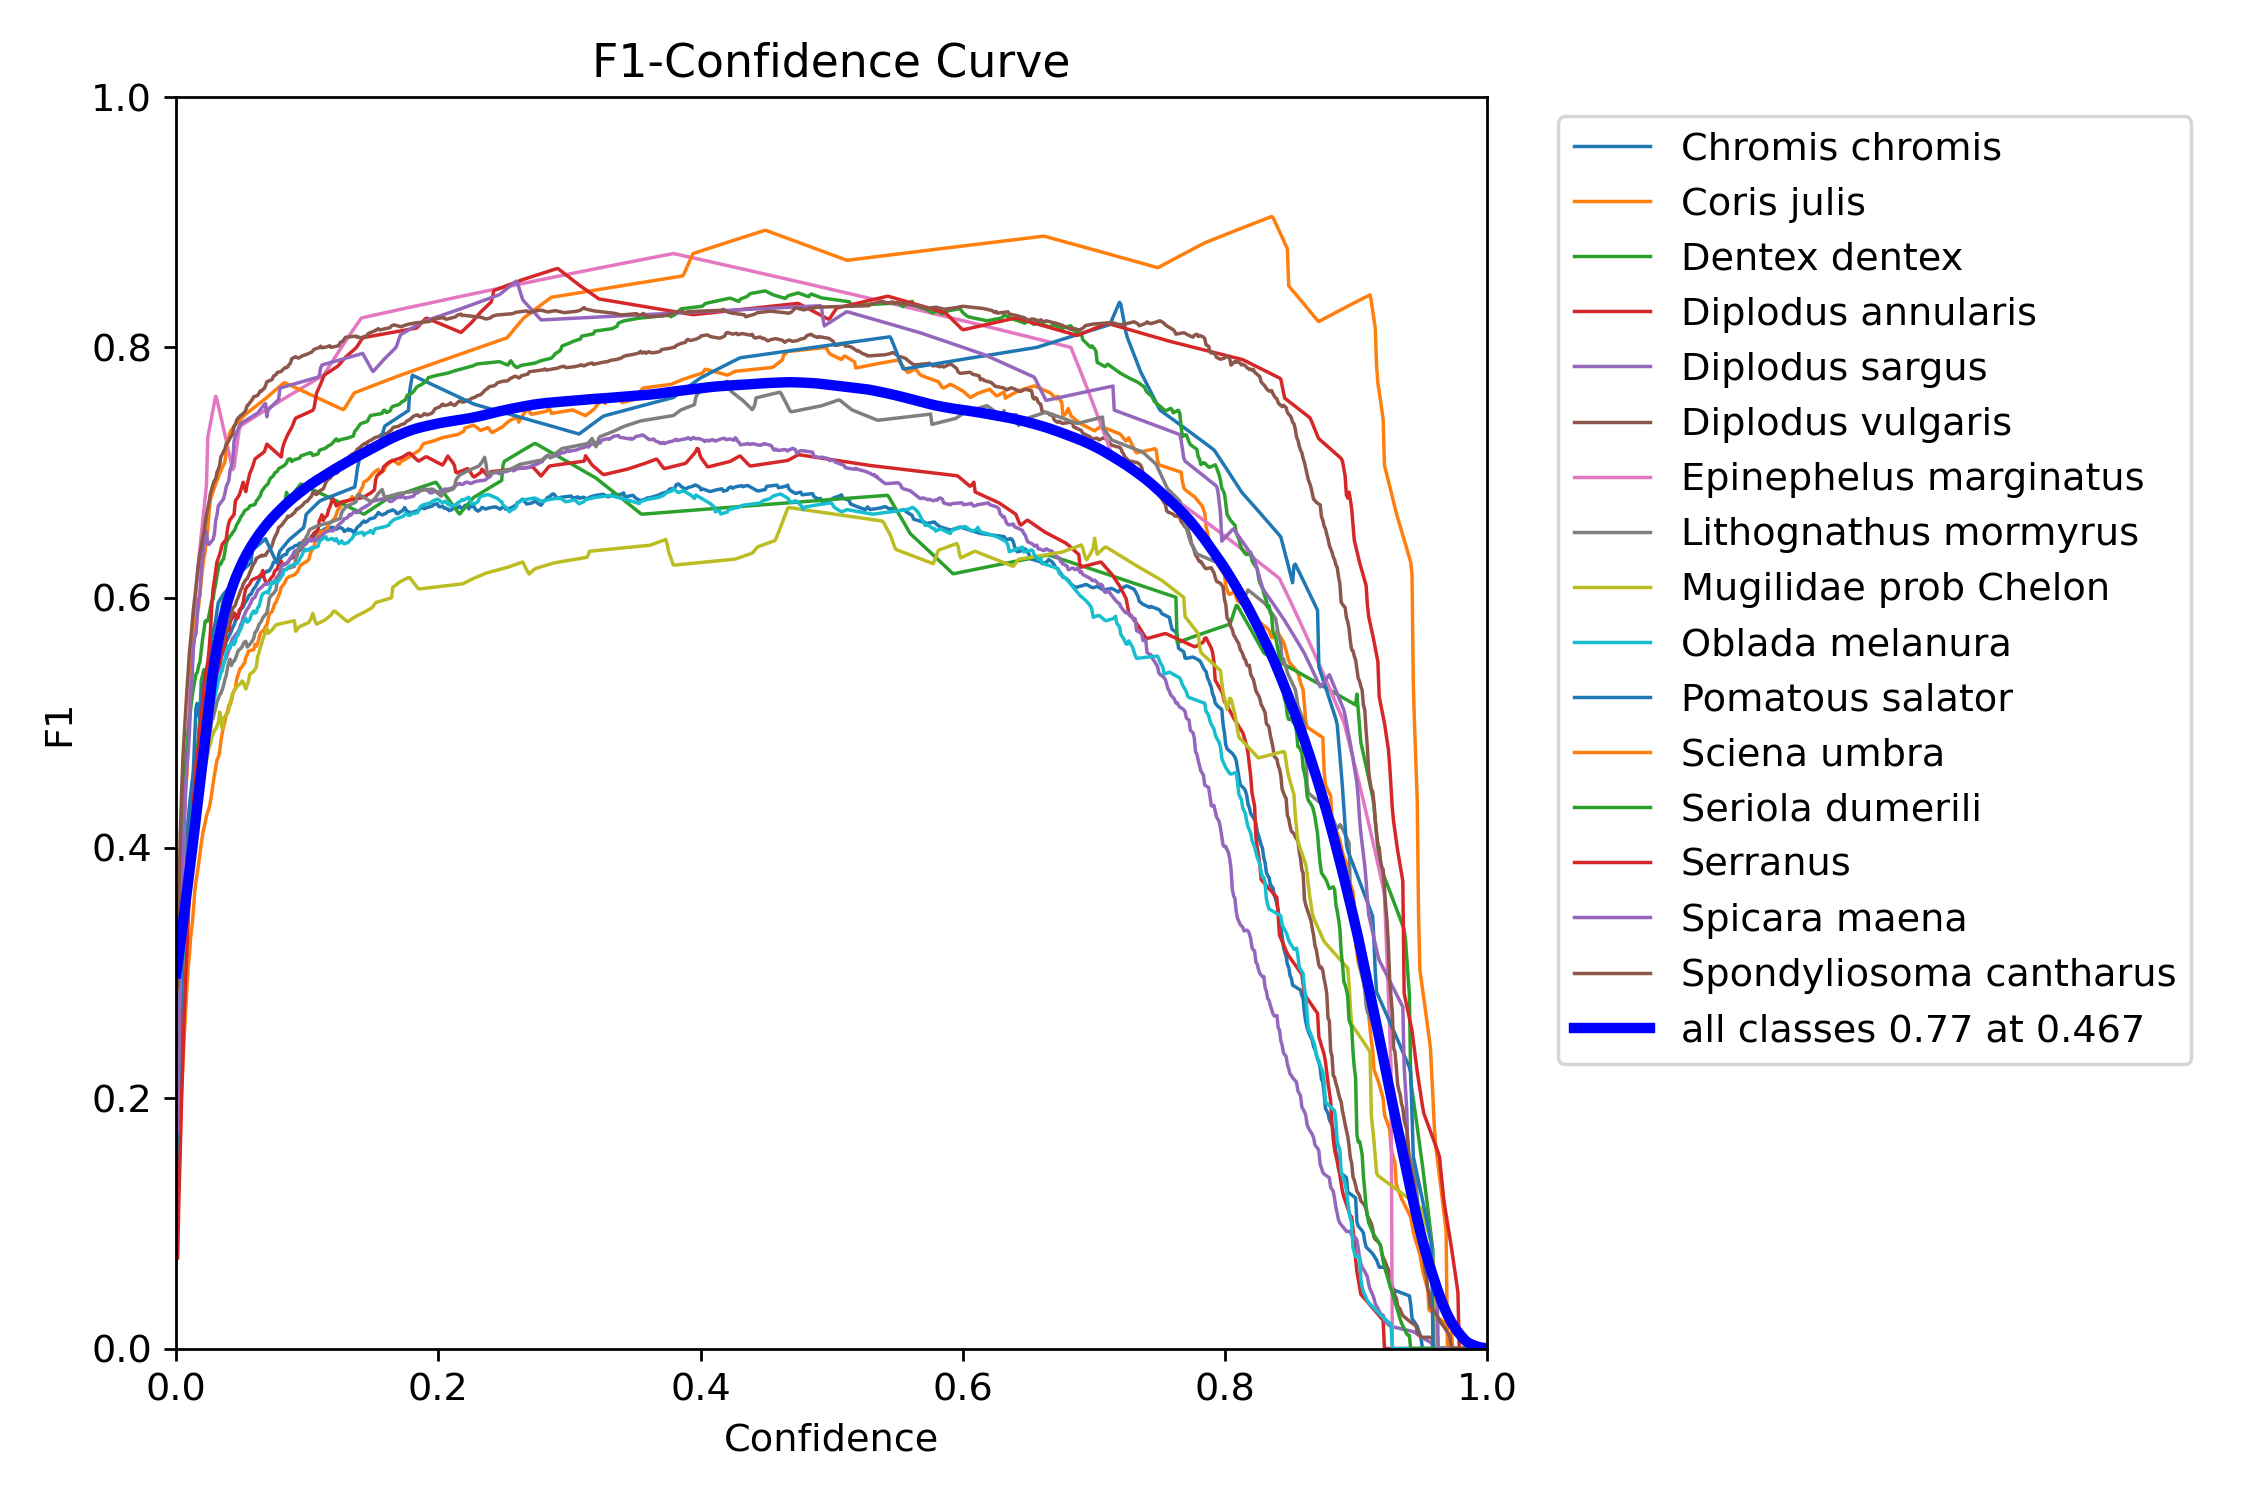 F1-Confidence Curve
1.0
0.8
0.6
0.4
0.2
0.0
F1
0.0 0.2 0.4 0.6 0.8 1.0
Confidence
Chromis chromis
Coris julis
Dentex dentex
Diplodus annularis
Diplodus sargus
Diplodus vulgaris
Epinephelus marginatus
Lithognathus mormyrus
Mugilidae prob Chelon
Oblada melanura
Pomatous salator
Sciena umbra
Seriola dumerili
Serranus
Spicara maena
Spondyliosoma cantharus
all classes 0.77 at 0.467